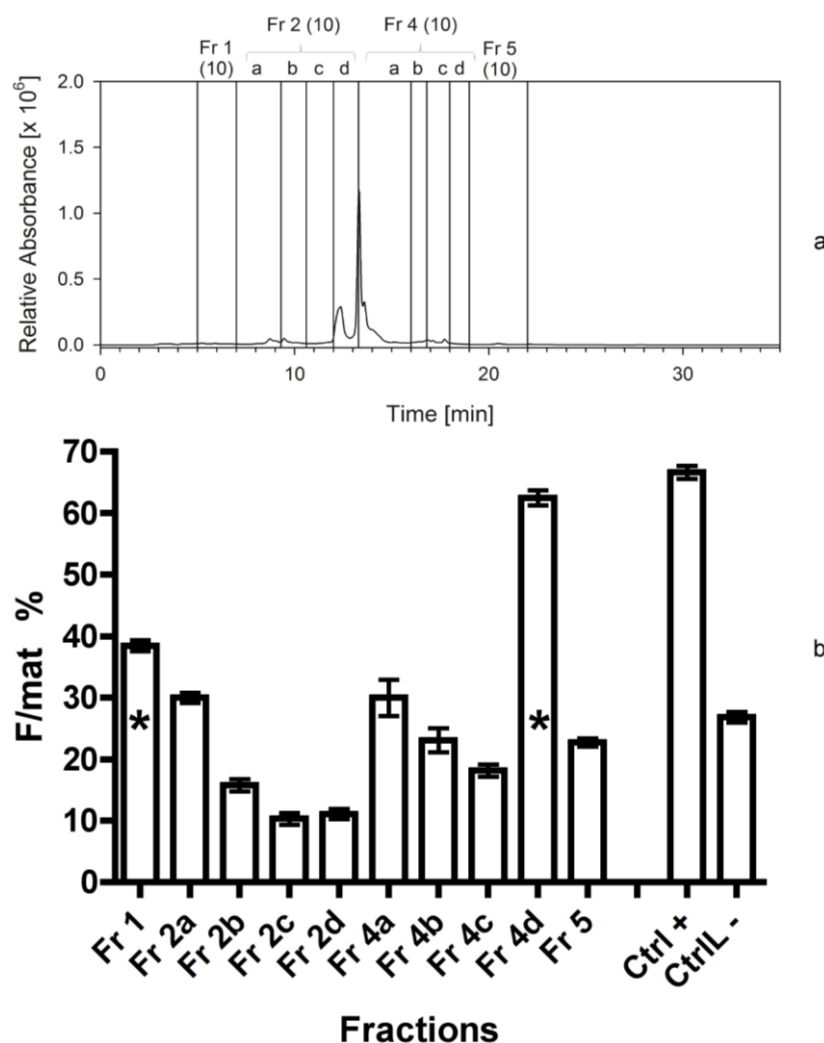 Fr 2 (10) Fr 4 (10)
Fr 1 Fr 5
(10) a b c d a b c d (10)
2.0
1.5
1.0
0.5
0.0
Relative Absorbance [x 10⁶]
0 10 20 30
Time [min]
a
70
60
50
40
30
20
10
0
F/mat %
* *
b
Fr 1 Fr 2a Fr 2b Fr 2c Fr 2d Fr 4a Fr 4b Fr 4c Fr 4d Fr 5 Ctrl + CtrlL -
Fractions